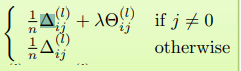 { 1/n Δ_{ij}^{(l)} + λΘ_{ij}^{(l)} if j ≠ 0
1/n Δ_{ij}^{(l)} otherwise